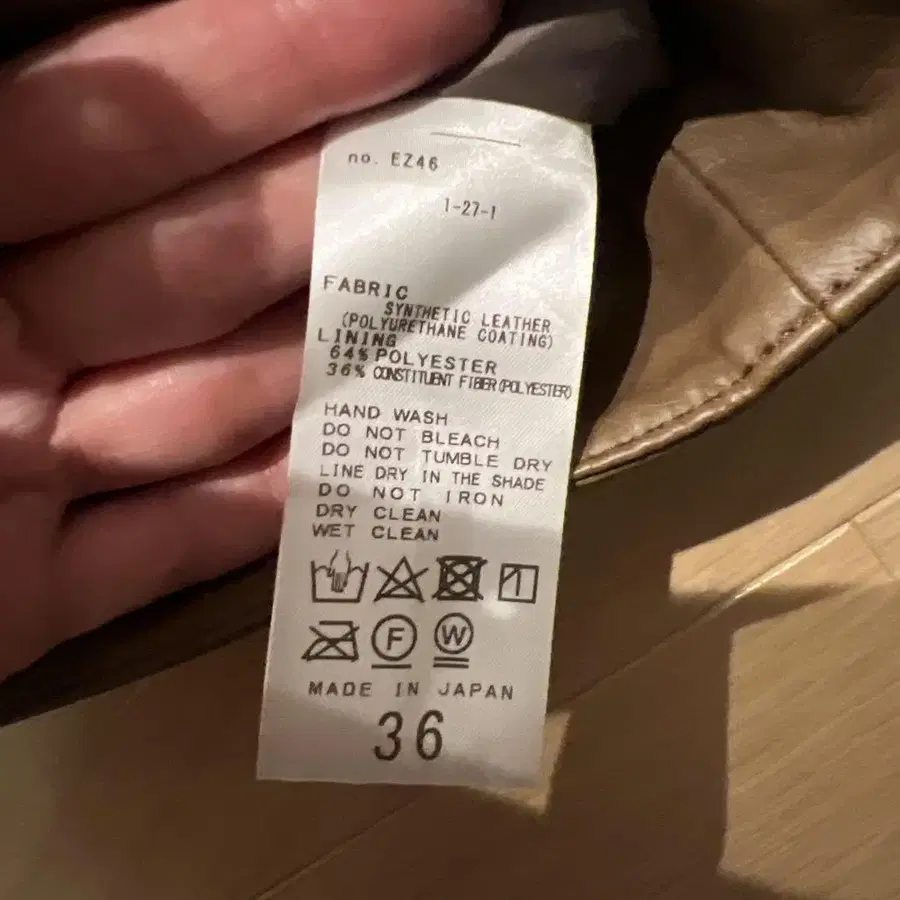 no. EZ46
1-27-1
FABRIC
SYNTHETIC LEATHER
(POLYURETHANE COATING)
LINING
64% POLYESTER
36% CONSTITUENT FIBER(POLYESTER)
HAND WASH
DO NOT BLEACH
DO NOT TUMBLE DRY
LINE DRY IN THE SHADE
DO NOT IRON
DRY CLEAN
WET CLEAN
F W
MADE IN JAPAN
36